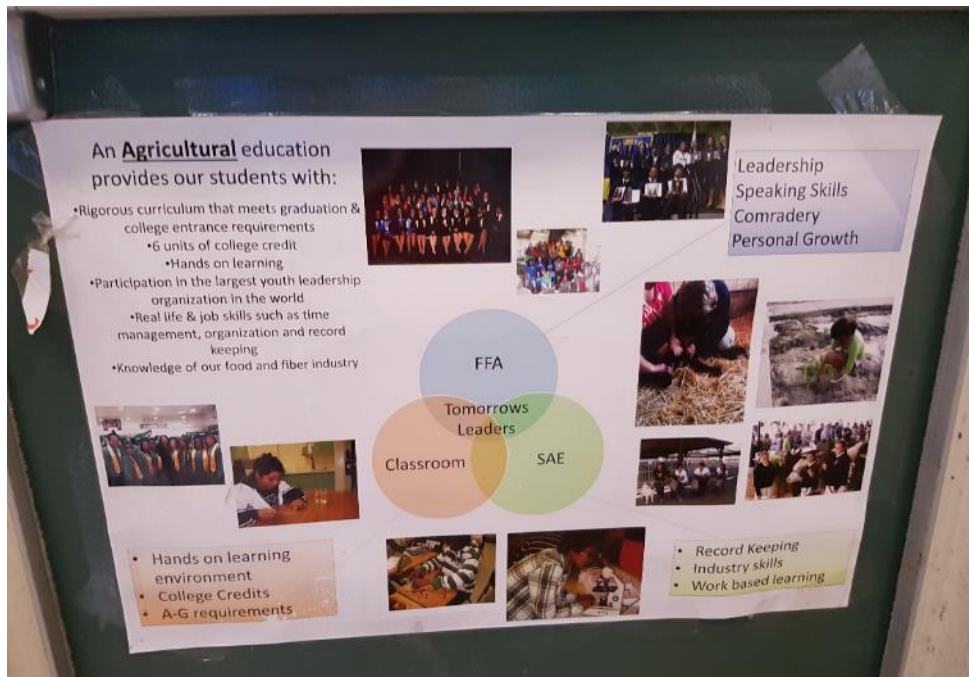 An Agricultural education
provides our students with:
•Rigorous curriculum that meets graduation &
college entrance requirements
•6 units of college credit
•Hands on learning
•Participation in the largest youth leadership
organization in the world
•Real life & job skills such as time
management, organization and record
keeping
•Knowledge of our food and fiber industry
Leadership
Speaking Skills
Comradery
Personal Growth
FFA
Tomorrows
Leaders
Classroom
SAE
• Hands on learning
environment
• College Credits
• A-G requirements
• Record Keeping
• Industry skills
• Work based learning